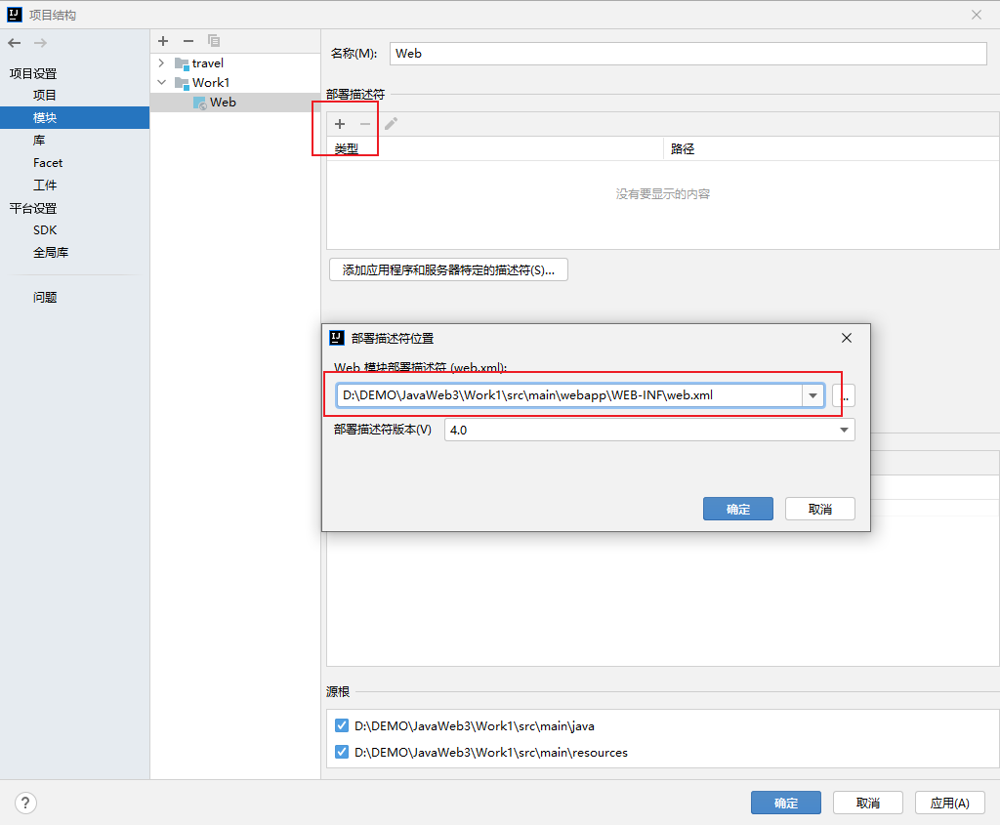 项目结构
项目设置
项目
模块
库
Facet
工件
平台设置
SDK
全局库
问题
travel
Work1
Web
名称(M):
Web
部署描述符
类型
路径
没有要显示的内容
添加应用程序和服务器特定的描述符(S)...
部署描述符位置
Web 模块部署描述符 (web.xml):
D:\DEMO\JavaWeb3\Work1\src\main\webapp\WEB-INF\web.xml
..
部署描述符版本(V)
4.0
确定
取消
源根
D:\DEMO\JavaWeb3\Work1\src\main\java
D:\DEMO\JavaWeb3\Work1\src\main\resources
?
确定
取消
应用(A)